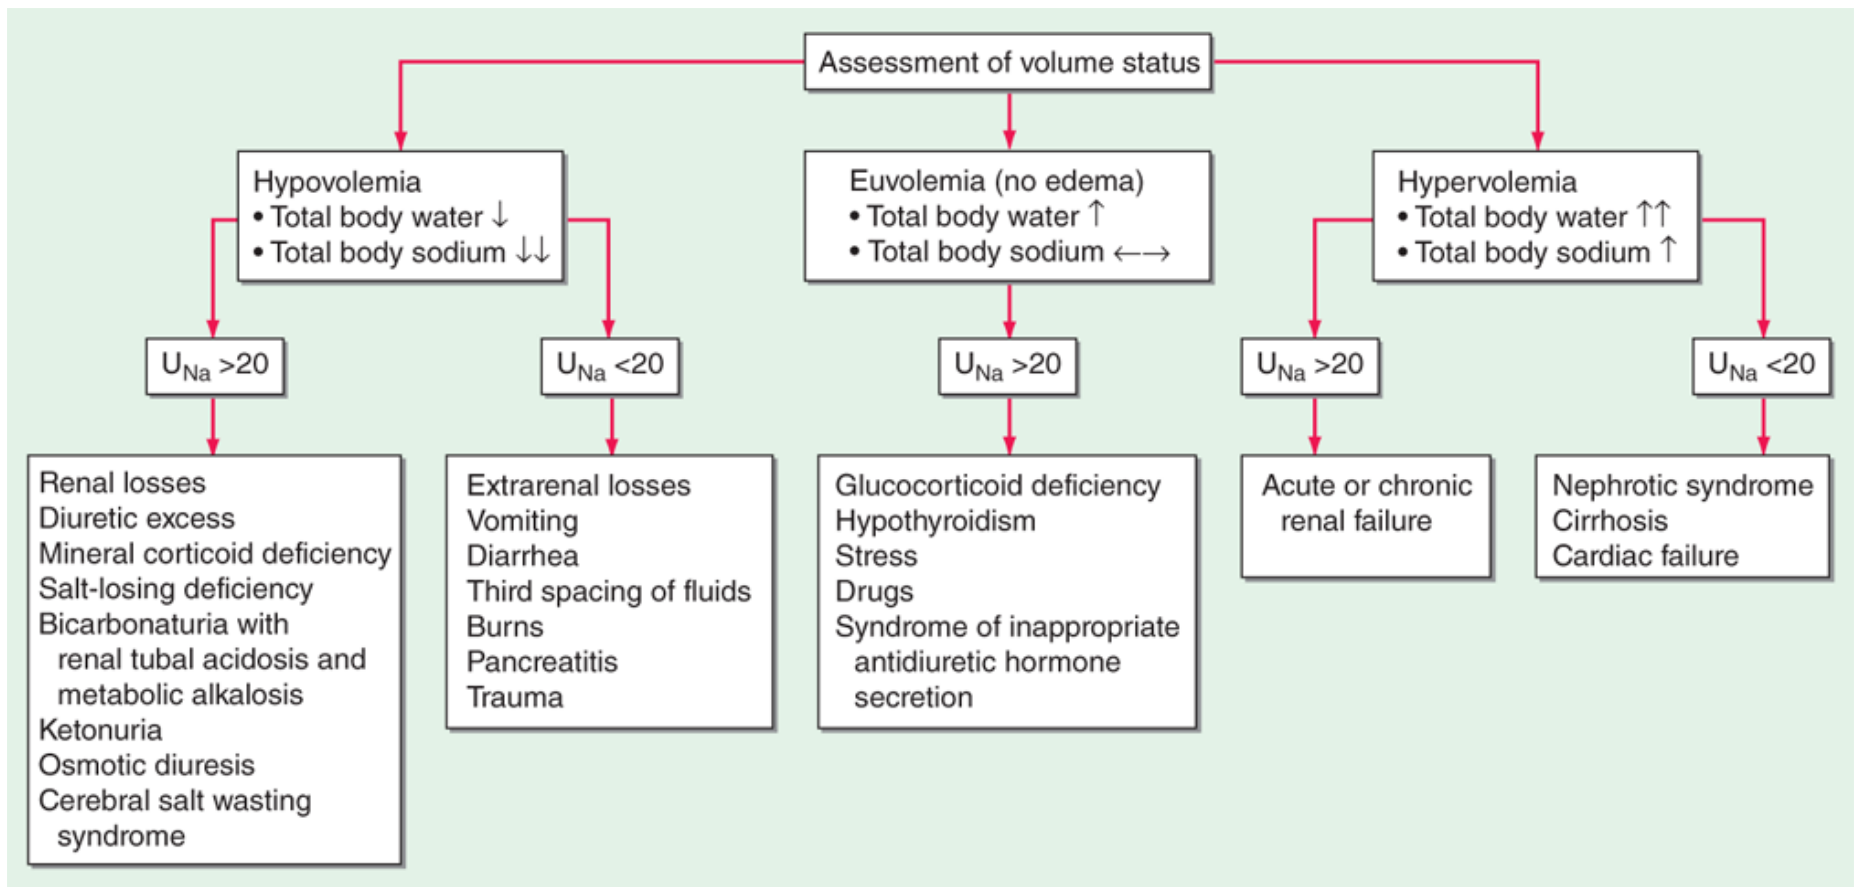 Assessment of volume status
Hypovolemia
• Total body water ↓
• Total body sodium ↓↓
Euvolemia (no edema)
• Total body water ↑
• Total body sodium ←→
Hypervolemia
• Total body water ↑↑
• Total body sodium ↑
UNa >20
UNa <20
UNa >20
UNa >20
UNa <20
Renal losses
Diuretic excess
Mineral corticoid deficiency
Salt-losing deficiency
Bicarbonaturia with
renal tubal acidosis and
metabolic alkalosis
Ketonuria
Osmotic diuresis
Cerebral salt wasting
syndrome
Extrarenal losses
Vomiting
Diarrhea
Third spacing of fluids
Burns
Pancreatitis
Trauma
Glucocorticoid deficiency
Hypothyroidism
Stress
Drugs
Syndrome of inappropriate
antidiuretic hormone
secretion
Acute or chronic
renal failure
Nephrotic syndrome
Cirrhosis
Cardiac failure